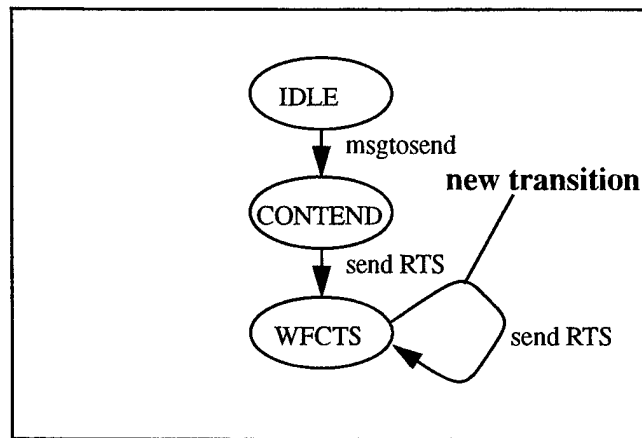 IDLE
msgtosend
new transition
CONTEND
send RTS
WFCTS
send RTS